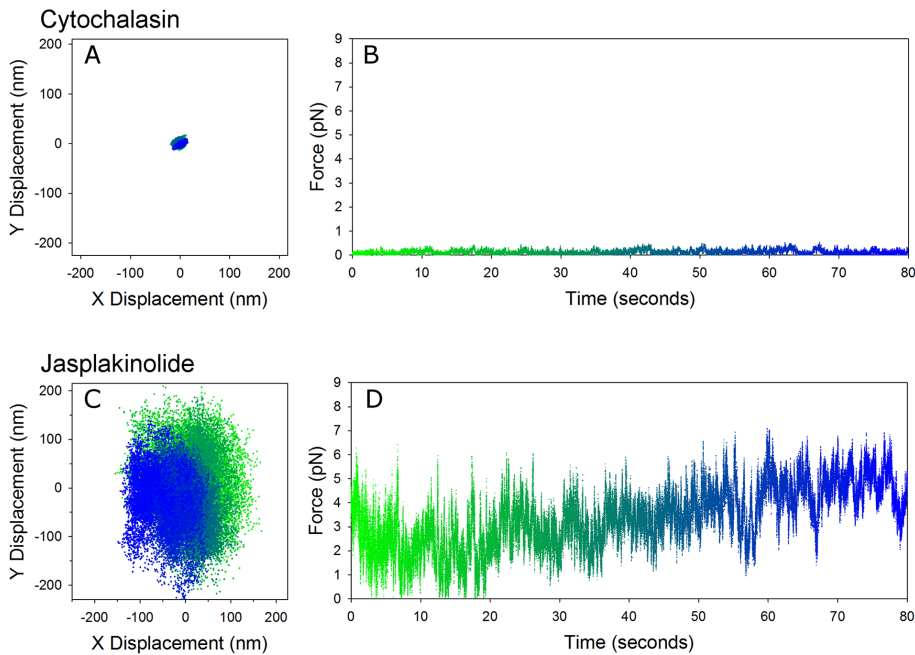 Cytochalasin
A
B
Y Displacement (nm)
200
100
0
-100
-200
-200 -100 0 100 200
X Displacement (nm)
Force (pN)
9
8
7
6
5
4
3
2
1
0
0 10 20 30 40 50 60 70 80
Time (seconds)
Jasplakinolide
C
D
Y Displacement (nm)
200
100
0
-100
-200
-200 -100 0 100 200
X Displacement (nm)
Force (pN)
9
8
7
6
5
4
3
2
1
0
0 10 20 30 40 50 60 70 80
Time (seconds)